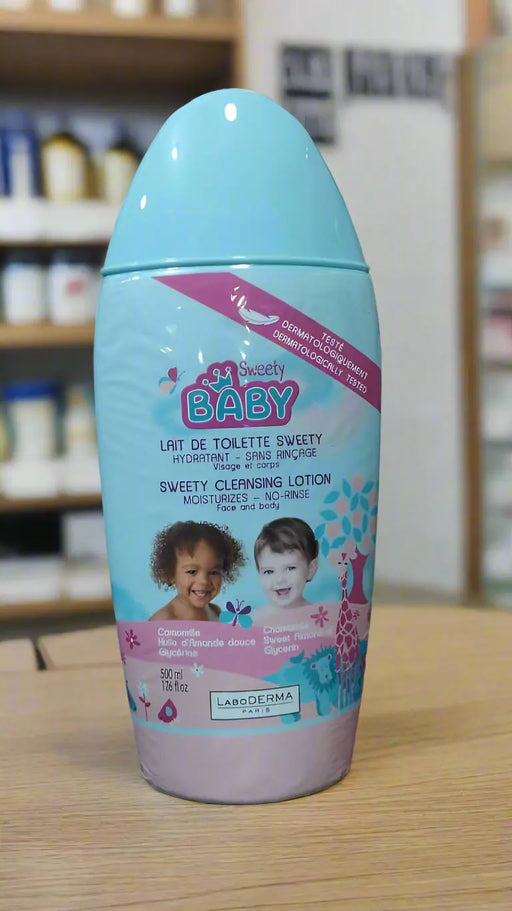 TESTÉ
DERMATOLOGIQUEMENT
DERMATOLOGICALLY TESTED
Sweety
BABY
LAIT DE TOILETTE SWEETY
HYDRATANT - SANS RINÇAGE
Visage et corps
SWEETY CLEANSING LOTION
MOISTURIZES - NO-RINSE
Face and body
Camomille
Huile d'Amande douce
Glycérine
Chamomile
Sweet Almond
Glycerin
500 ml
17.6 fl oz
LABODERMA
PARIS